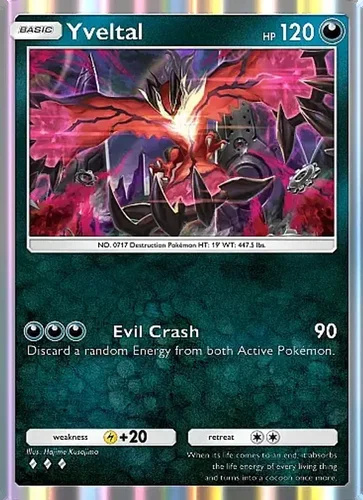 BASIC Yveltal HP 120
NO. 0717 Destruction Pokémon HT: 19' WT: 447.5 lbs.
Evil Crash 90
Discard a random Energy from both Active Pokémon.
weakness +20 retreat
Illus. Hajime Kusajima
When its life comes to an end, it absorbs
the life energy of every living thing
and turns into a cocoon once more.